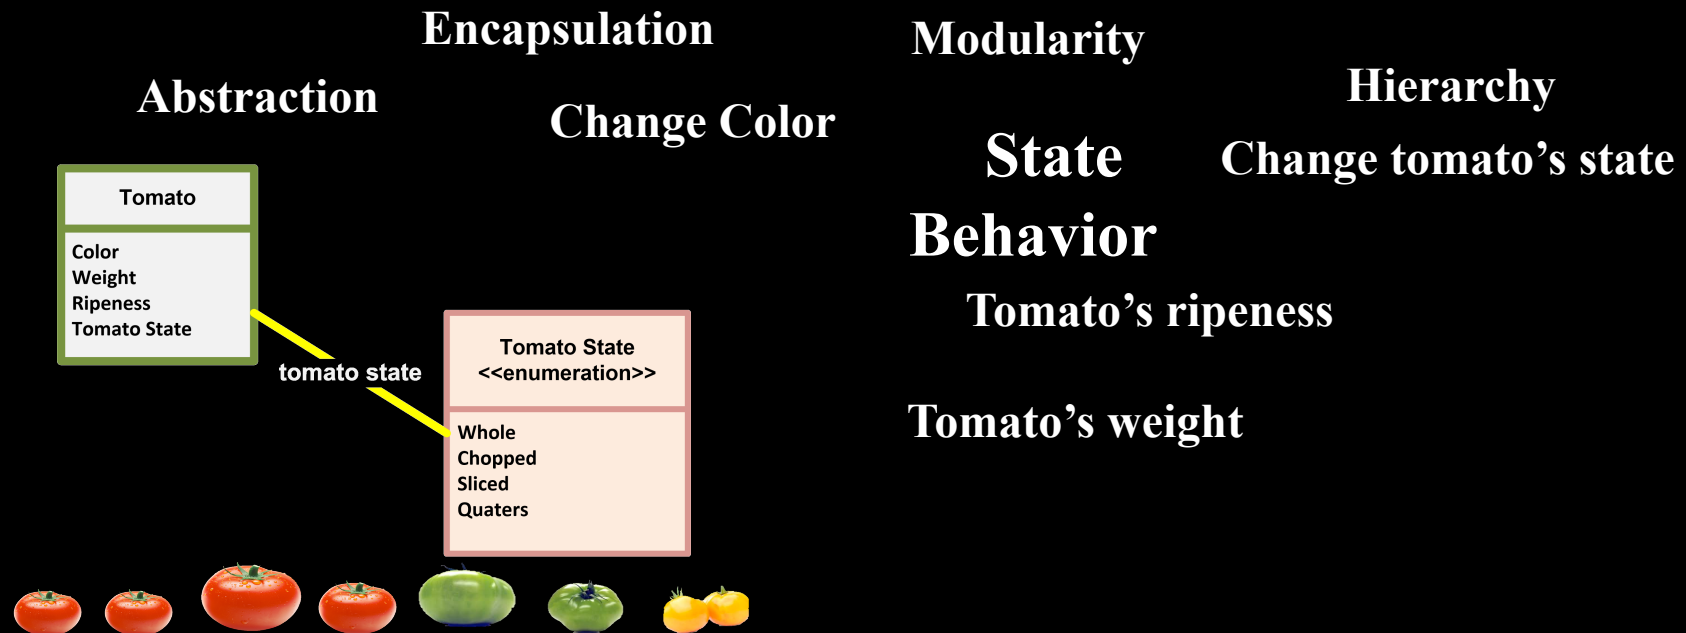 Encapsulation
Modularity
Hierarchy
Abstraction
Change Color
State
Change tomato’s state
Behavior
Tomato’s ripeness
Tomato’s weight
Tomato
Color
Weight
Ripeness
Tomato State
tomato state
Tomato State
<<enumeration>>
Whole
Chopped
Sliced
Quaters